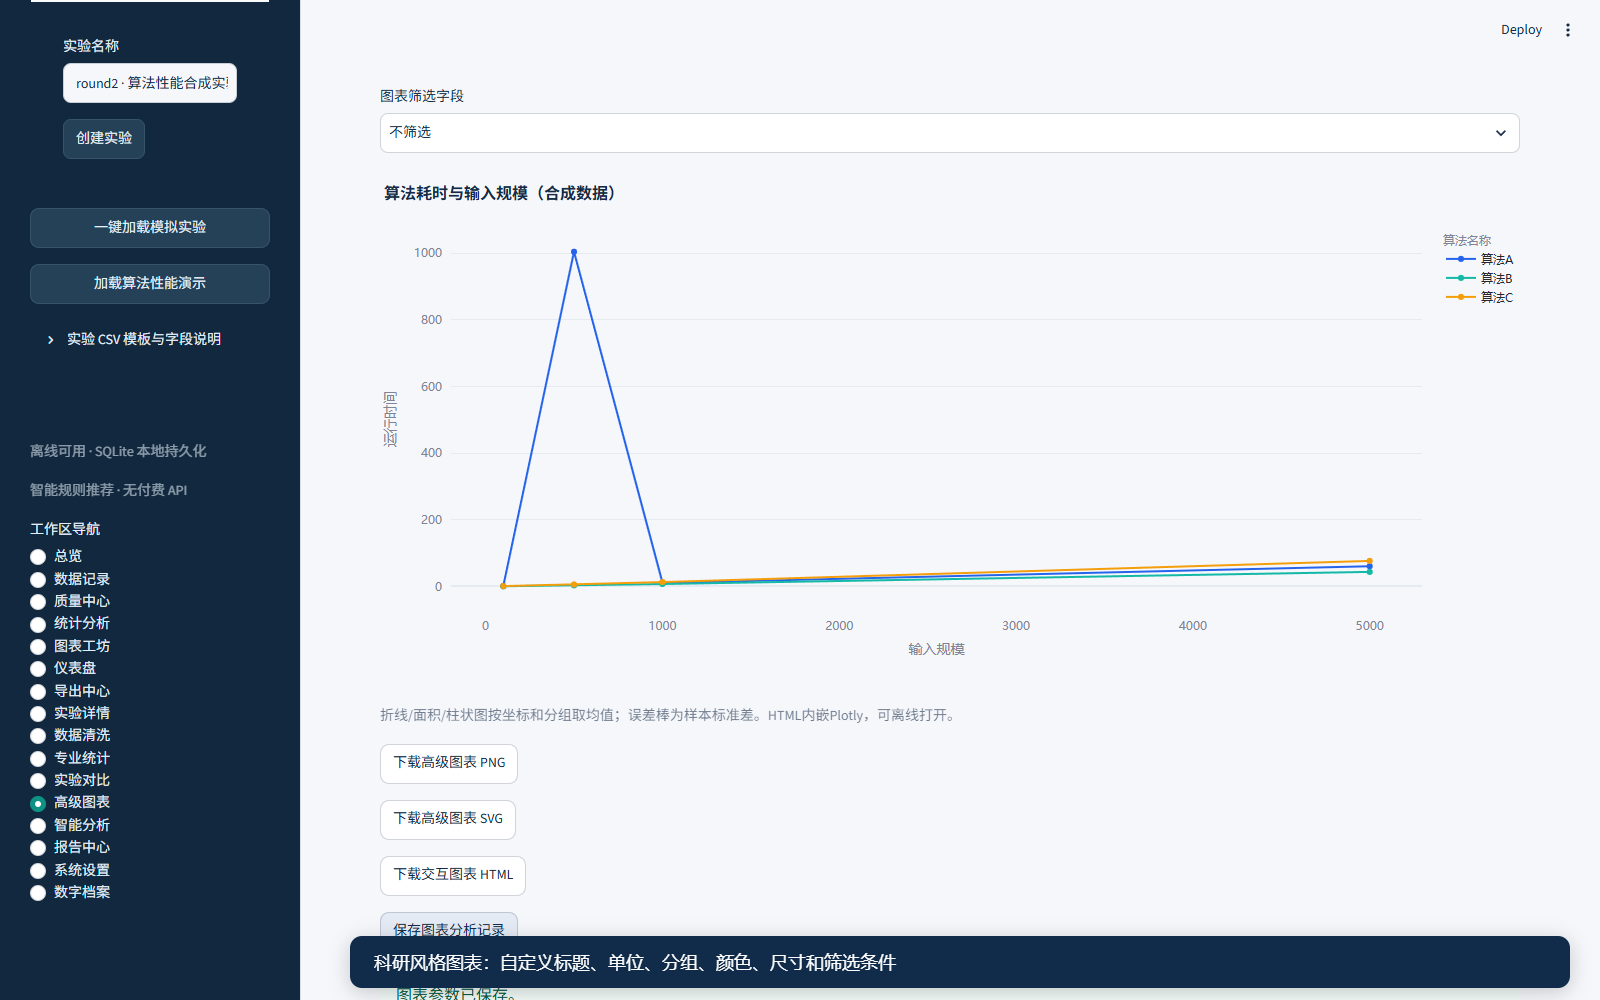 实验名称
round2 · 算法性能合成实
创建实验
一键加载模拟实验
加载算法性能演示
实验 CSV 模板与字段说明
离线可用 · SQLite 本地持久化
智能规则推荐 · 无付费 API
工作区导航
总览
数据记录
质量中心
统计分析
图表工坊
仪表盘
导出中心
实验详情
数据清洗
专业统计
实验对比
高级图表
智能分析
报告中心
系统设置
数字档案
Deploy
图表筛选字段
不筛选
算法耗时与输入规模（合成数据）
算法名称
算法A
算法B
算法C
运行时间
1000
800
600
400
200
0
0 1000 2000 3000 4000 5000
输入规模
折线/面积/柱状图按坐标和分组取均值；误差棒为样本标准差。HTML内嵌Plotly，可离线打开。
下载高级图表 PNG
下载高级图表 SVG
下载交互图表 HTML
保存图表分析记录
科研风格图表：自定义标题、单位、分组、颜色、尺寸和筛选条件
图表参数已保存。